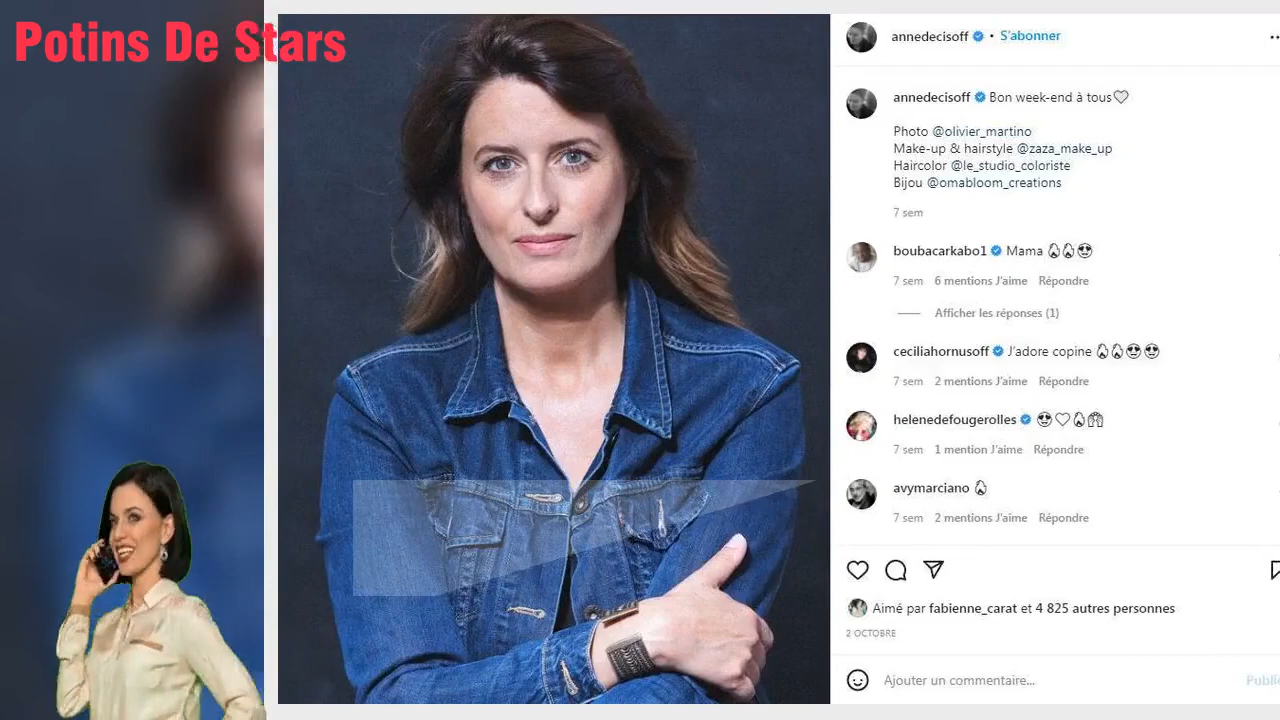 Potins De Stars
annedecisoff • S'abonner
annedecisoff Bon week-end à tous
Photo @olivier_martino
Make-up & hairstyle @zaza_make_up
Haircolor @le_studio_coloriste
Bijou @omabloom_creations
7 sem
boubacarkabo1 Mama
7 sem 6 mentions J'aime Répondre
Afficher les réponses (1)
ceciliahornusoff J'adore copine
7 sem 2 mentions J'aime Répondre
helenedefougerolles
7 sem 1 mention J'aime Répondre
avymarciano
7 sem 2 mentions J'aime Répondre
Aimé par fabienne_carat et 4 825 autres personnes
2 OCTOBRE
Ajouter un commentaire...